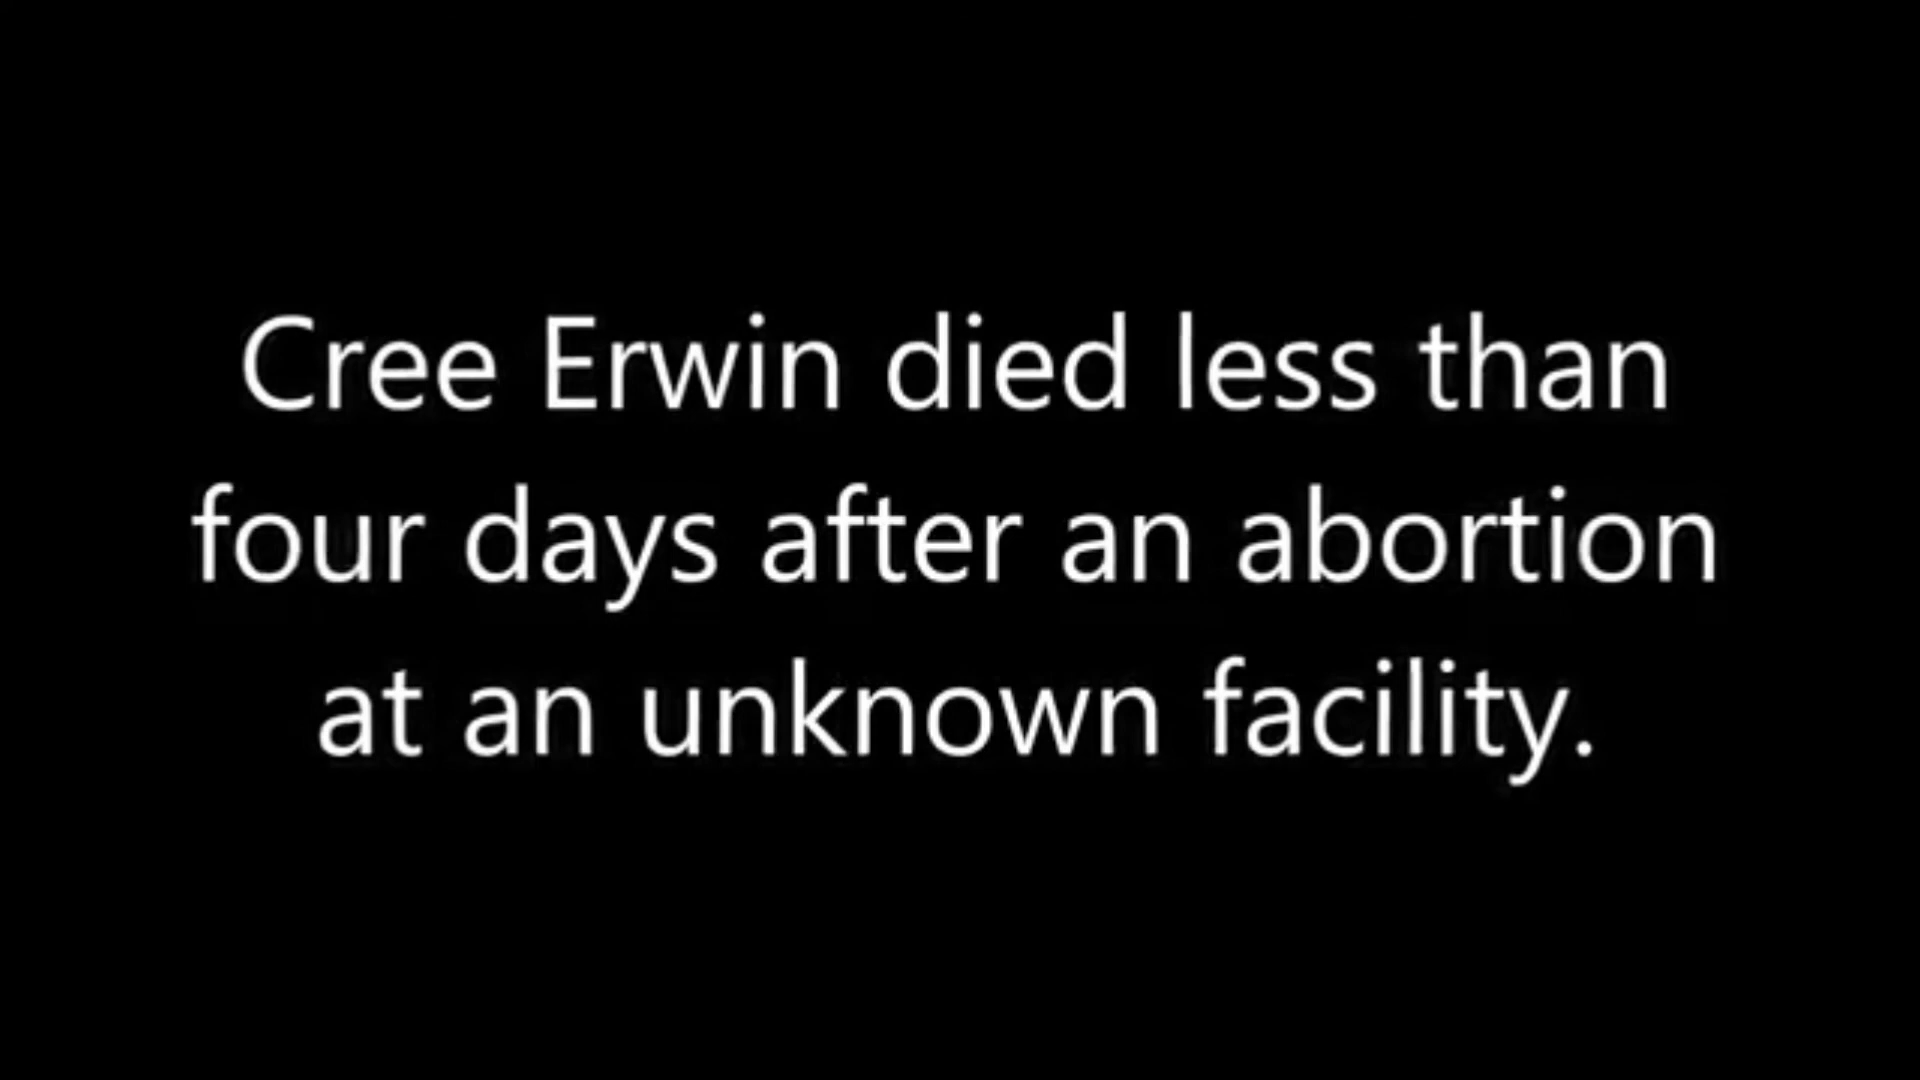 Cree Erwin died less than
four days after an abortion
at an unknown facility.